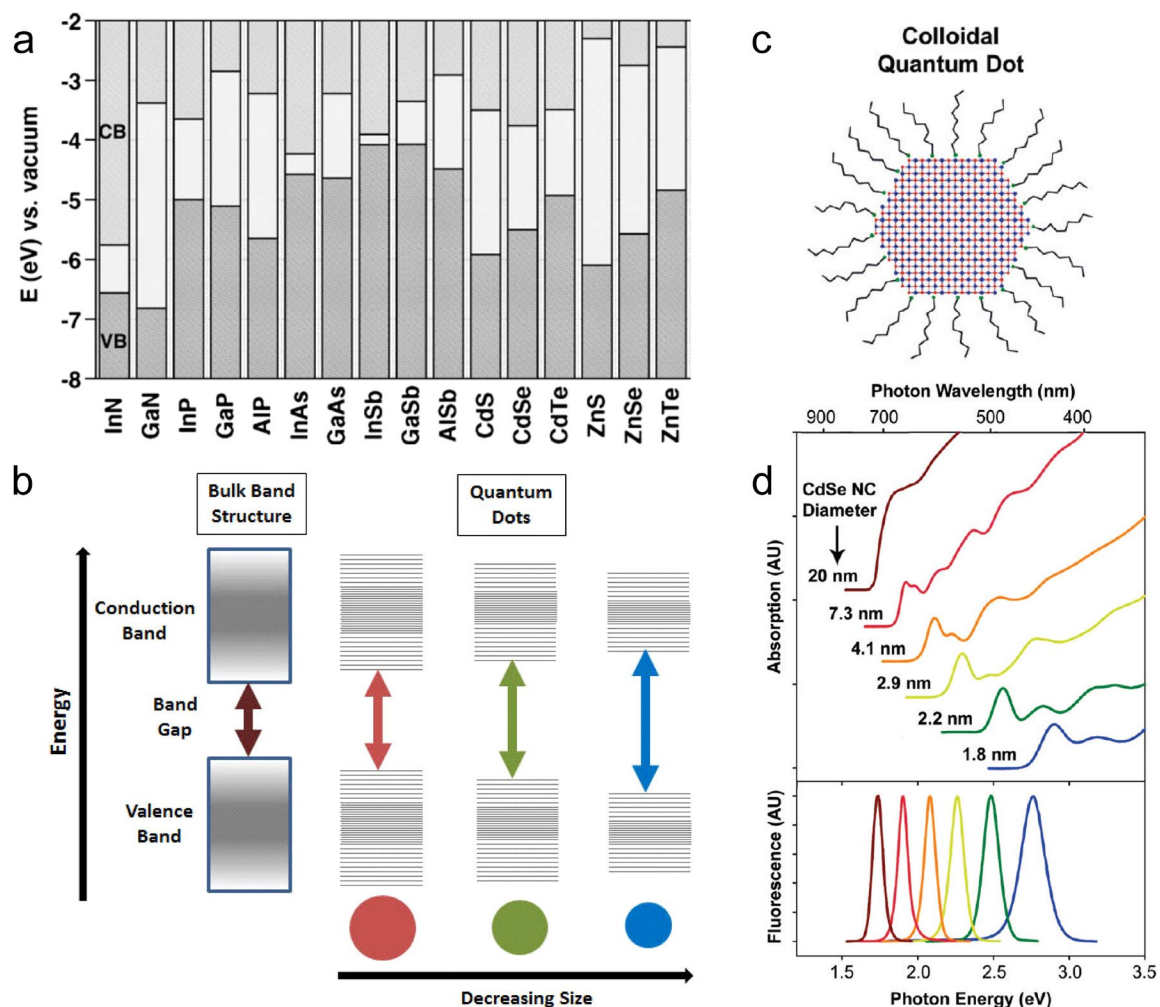 a
E (eV) vs. vacuum
-2
-3
-4
-5
-6
-7
-8
CB
VB
InN
GaN
InP
GaP
AlP
InAs
GaAs
InSb
GaSb
AlSb
CdS
CdSe
CdTe
ZnS
ZnSe
ZnTe
b
Bulk Band
Structure
Quantum
Dots
Energy
Conduction
Band
Band
Gap
Valence
Band
Decreasing Size
c
Colloidal
Quantum Dot
d
Photon Wavelength (nm)
900 700 500 400
Absorption (AU)
CdSe NC
Diameter
20 nm
7.3 nm
4.1 nm
2.9 nm
2.2 nm
1.8 nm
Fluorescence (AU)
1.5 2.0 2.5 3.0 3.5
Photon Energy (eV)